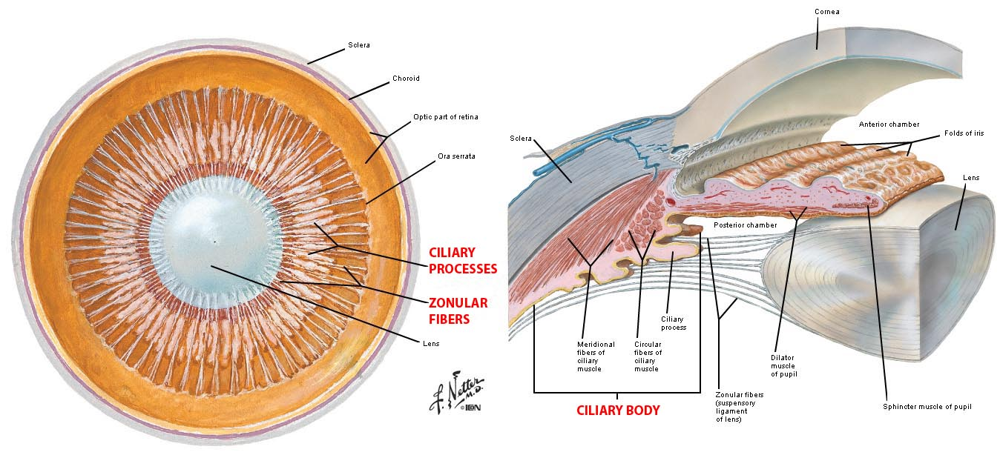 Sclera
Choroid
Optic part of retina
Ora serrata
CILIARY
PROCESSES
ZONULAR
FIBERS
Lens
F. Netter
M.D.
©ICON
Cornea
Anterior chamber
Folds of iris
Sclera
Lens
Posterior chamber
Ciliary
process
Meridional
fibers of
ciliary
muscle
Circular
fibers of
ciliary
muscle
Dilator
muscle
of pupil
Zonular fibers
(suspensory
ligament
of lens)
Sphincter muscle of pupil
CILIARY BODY